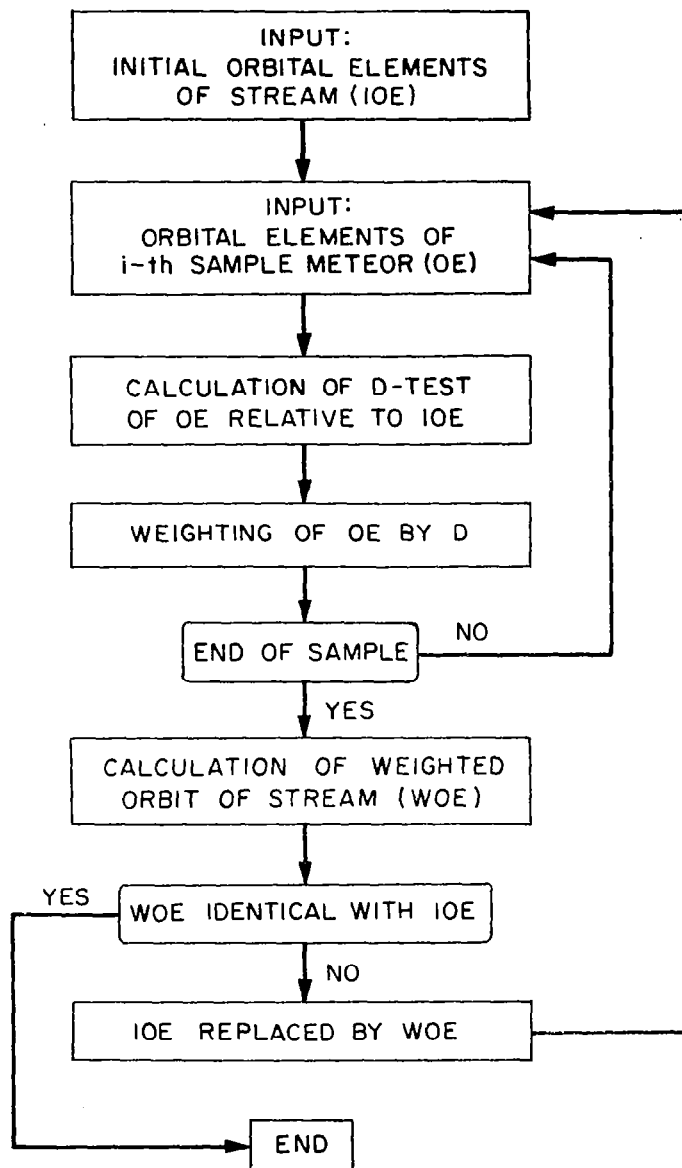 INPUT:
INITIAL ORBITAL ELEMENTS
OF STREAM (IOE)
INPUT:
ORBITAL ELEMENTS OF
i-th SAMPLE METEOR (OE)
CALCULATION OF D-TEST
OF OE RELATIVE TO IOE
WEIGHTING OF OE BY D
END OF SAMPLE
NO
YES
CALCULATION OF WEIGHTED
ORBIT OF STREAM (WOE)
YES
WOE IDENTICAL WITH IOE
NO
IOE REPLACED BY WOE
END